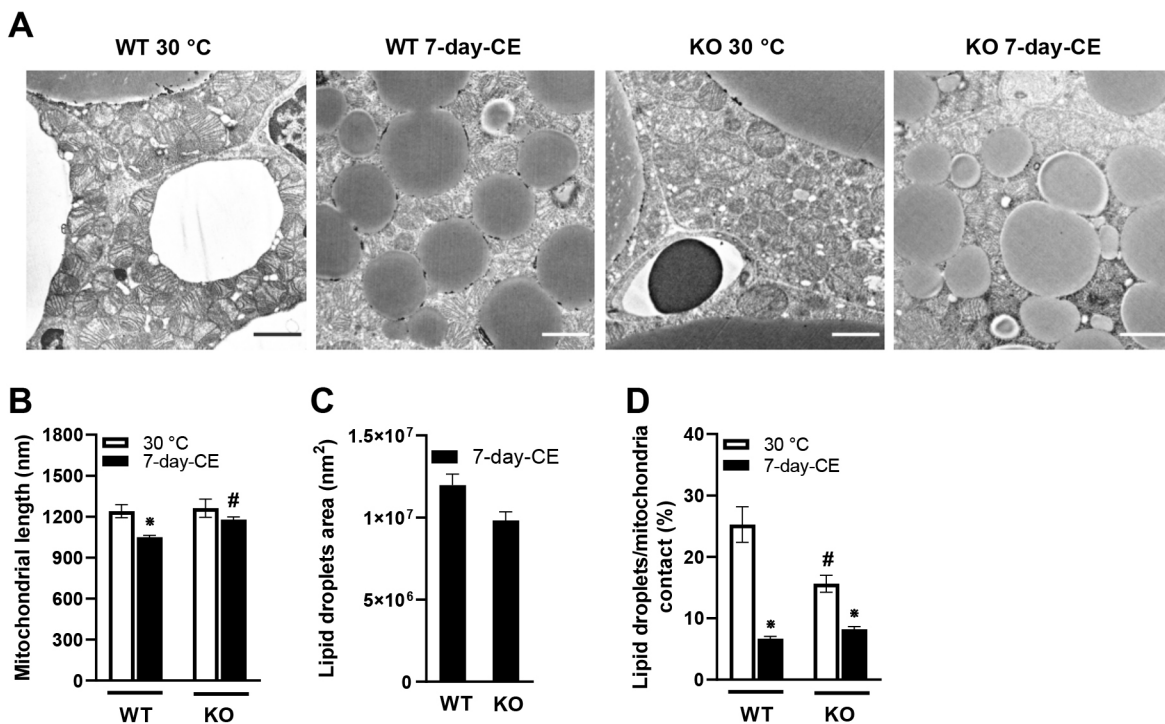 A
WT 30 °C
WT 7-day-CE
KO 30 °C
KO 7-day-CE
B
Mitochondrial length (nm)
1800
1500
1200
900
600
300
0
30 °C
7-day-CE
*
#
WT
KO
C
Lipid droplets area (nm²)
1.5×10⁷
1×10⁷
5×10⁶
0
7-day-CE
WT
KO
D
Lipid droplets/mitochondria
contact (%)
40
30
20
10
0
30 °C
7-day-CE
*
#
*
WT
KO